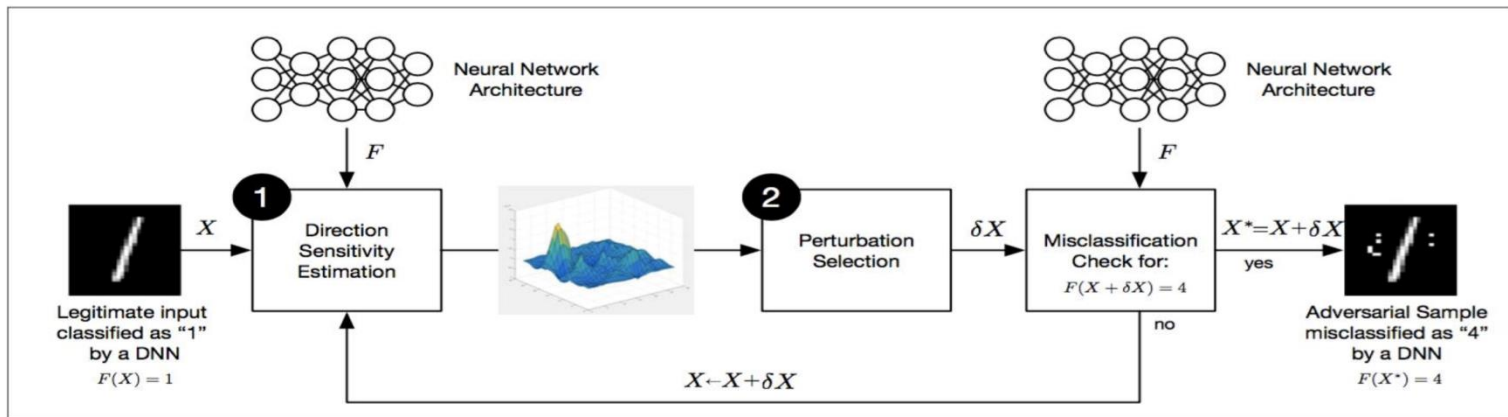 Neural Network
Architecture
F
1
Direction
Sensitivity
Estimation
X
Legitimate input
classified as “1”
by a DNN
F(X) = 1
2
Perturbation
Selection
δX
Neural Network
Architecture
F
Misclassification
Check for:
F(X + δX) = 4
X*=X+δX
yes
no
Adversarial Sample
misclassified as “4”
by a DNN
F(X*) = 4
X←X+δX